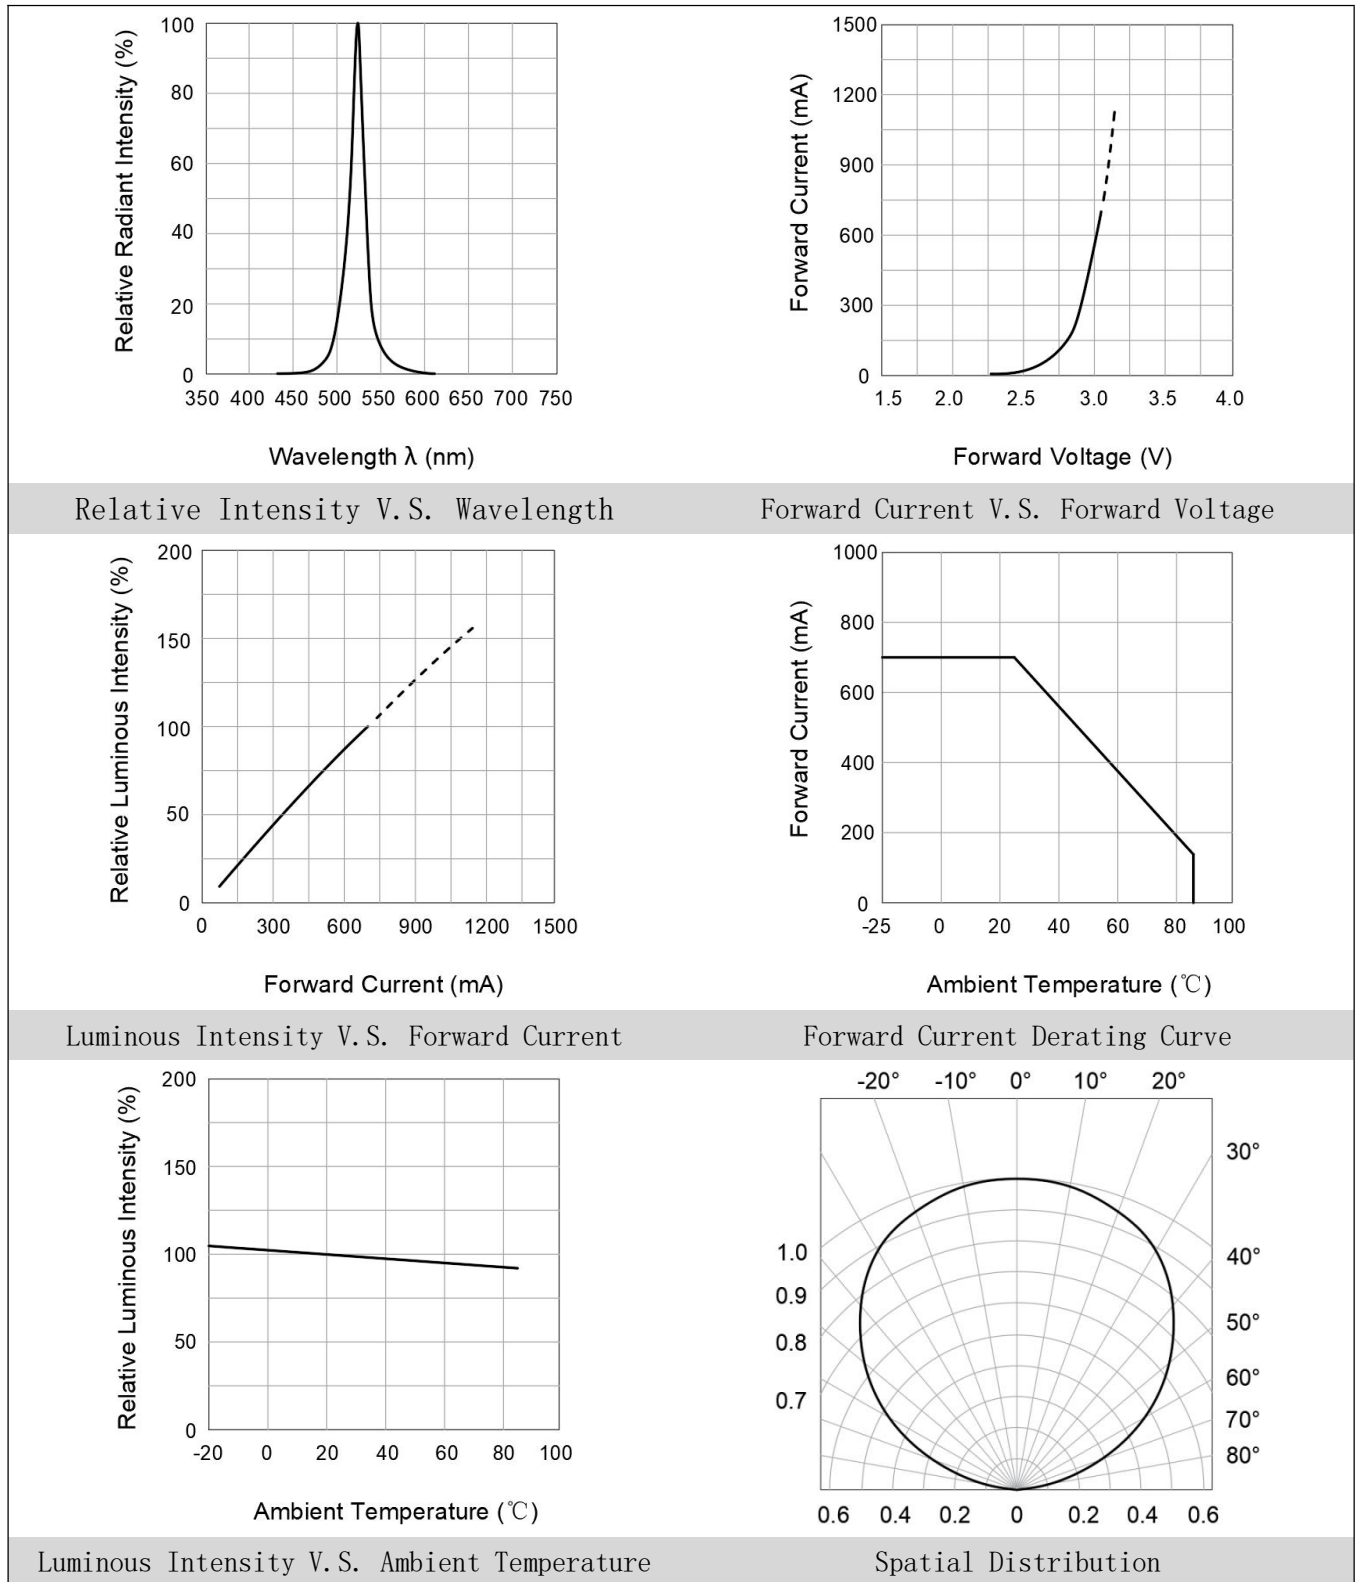 Relative Radiant Intensity (%)
100
80
60
40
20
0
350 400 450 500 550 600 650 700 750
Wavelength λ (nm)
Forward Current (mA)
1500
1200
900
600
300
0
1.5 2.0 2.5 3.0 3.5 4.0
Forward Voltage (V)
Relative Intensity V.S. Wavelength
Forward Current V.S. Forward Voltage
Relative Luminous Intensity (%)
200
150
100
50
0
0 300 600 900 1200 1500
Forward Current (mA)
Forward Current (mA)
1000
800
600
400
200
0
-25 0 20 40 60 80 100
Ambient Temperature (℃)
Luminous Intensity V.S. Forward Current
Forward Current Derating Curve
Relative Luminous Intensity (%)
200
150
100
50
0
-20 0 20 40 60 80 100
Ambient Temperature (℃)
-20° -10° 0° 10° 20°
30°
1.0 40°
0.9
0.8 50°
60°
0.7
70°
80°
0.6 0.4 0.2 0 0.2 0.4 0.6
Luminous Intensity V.S. Ambient Temperature
Spatial Distribution